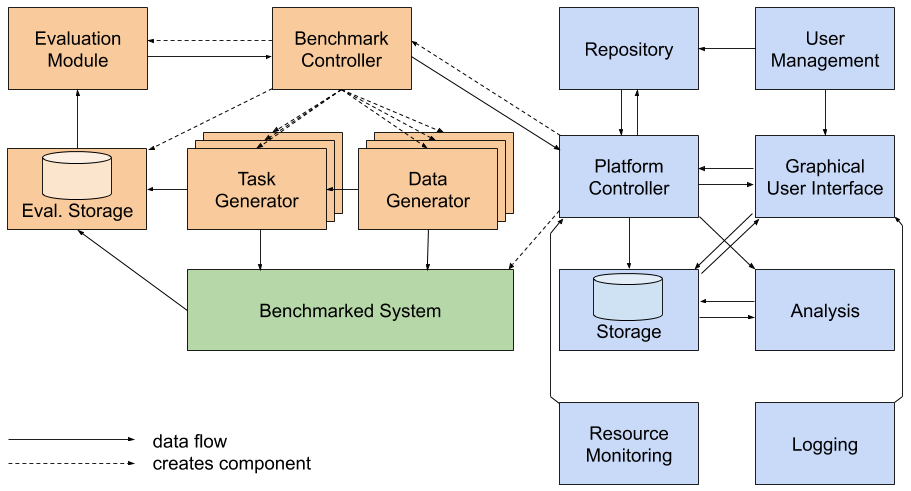 Evaluation
Module
Benchmark
Controller
Repository
User
Management
Eval. Storage
Task
Generator
Data
Generator
Platform
Controller
Graphical
User Interface
Benchmarked System
Storage
Analysis
Resource
Monitoring
Logging
data flow
creates component